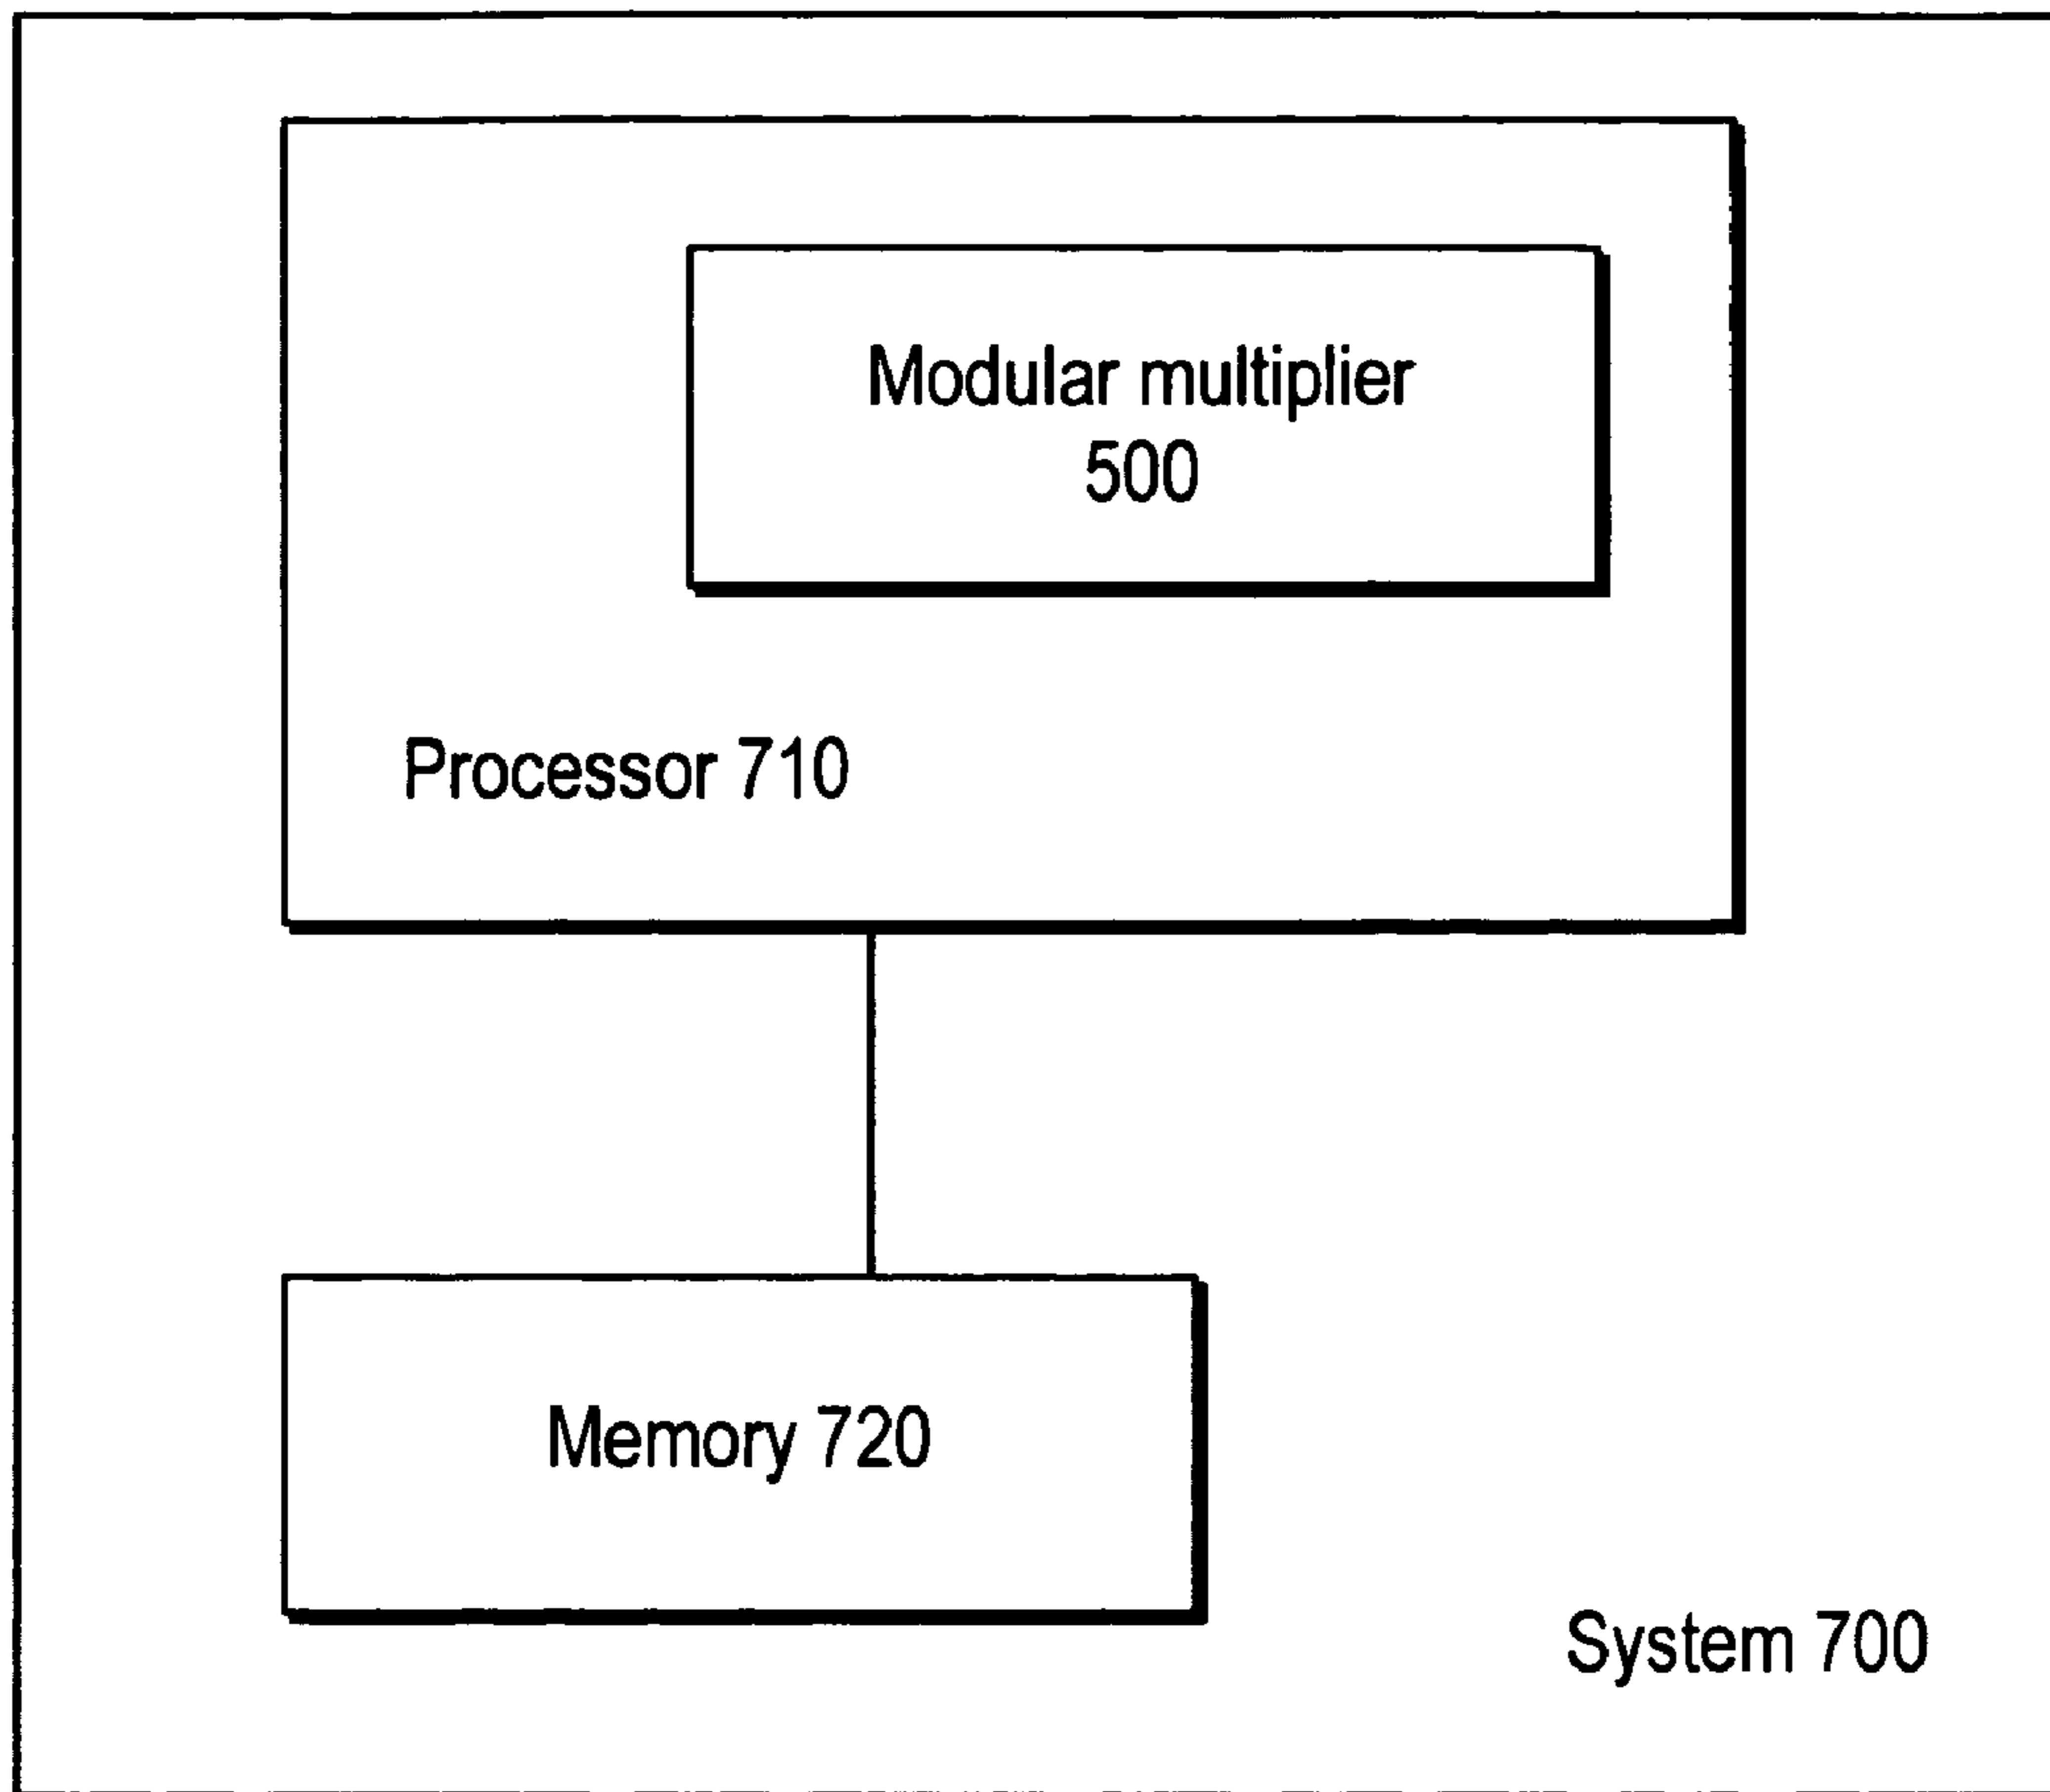 Modular multiplier
500
Processor 710
Memory 720
System 700